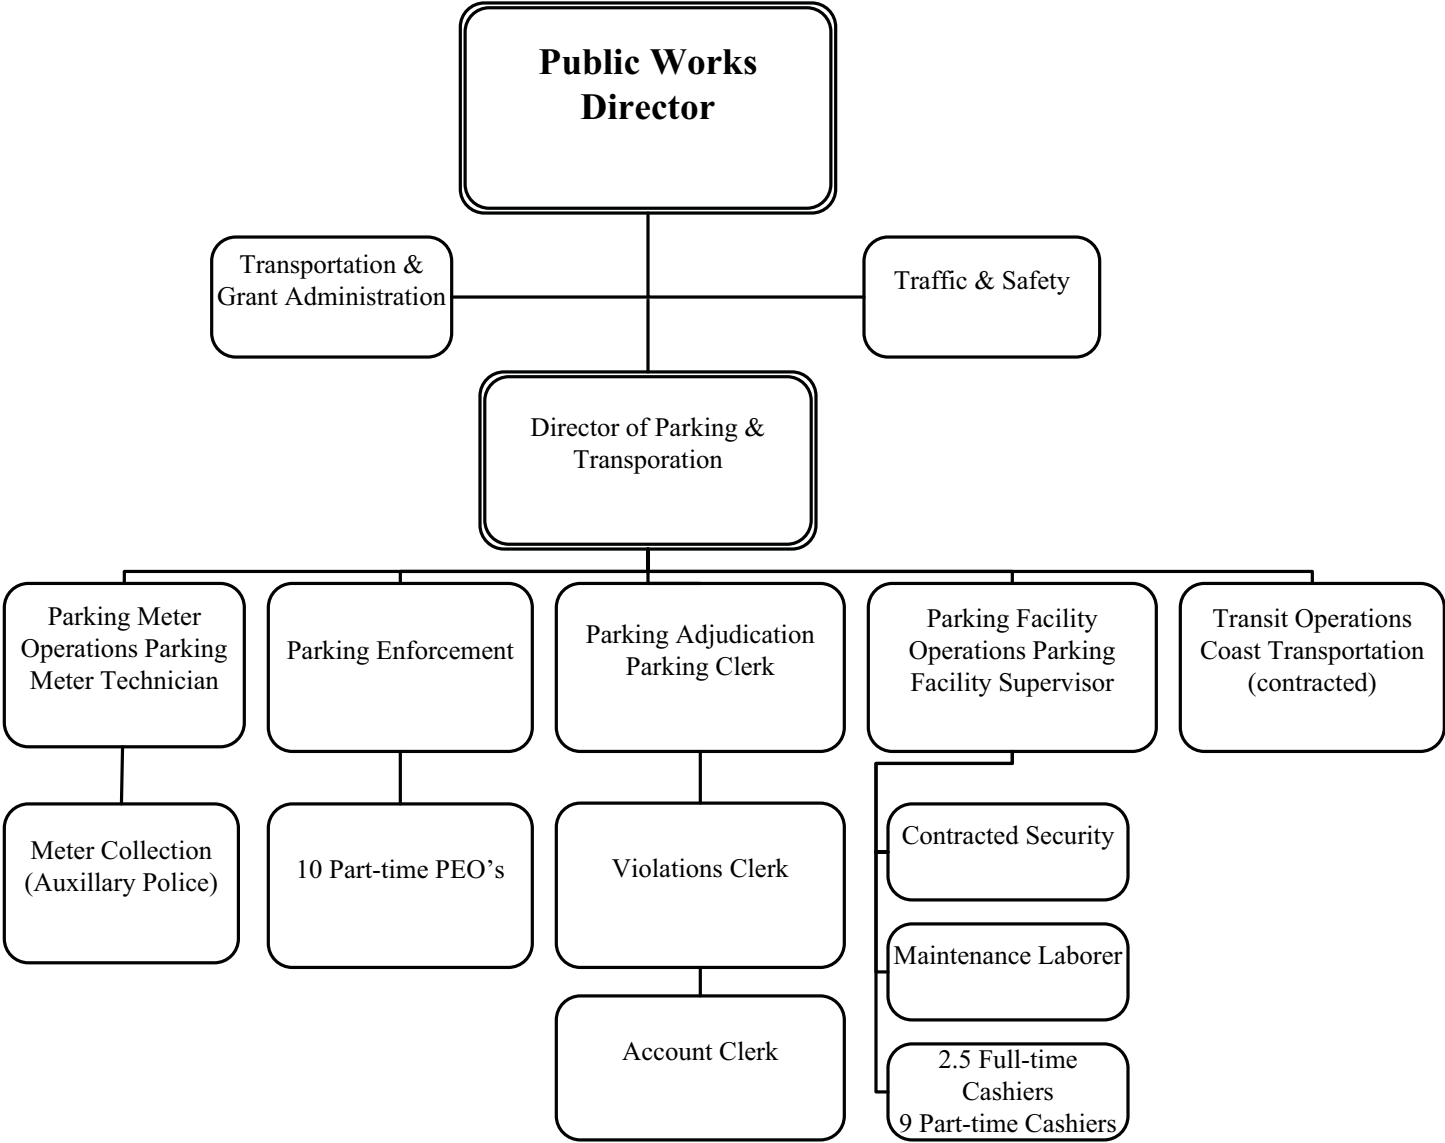 Public Works
Director
Transportation &
Grant Administration
Traffic & Safety
Director of Parking &
Transporation
Parking Meter
Operations Parking
Meter Technician
Parking Enforcement
Parking Adjudication
Parking Clerk
Parking Facility
Operations Parking
Facility Supervisor
Transit Operations
Coast Transportation
(contracted)
Meter Collection
(Auxillary Police)
10 Part-time PEO’s
Violations Clerk
Account Clerk
Contracted Security
Maintenance Laborer
2.5 Full-time
Cashiers
9 Part-time Cashiers